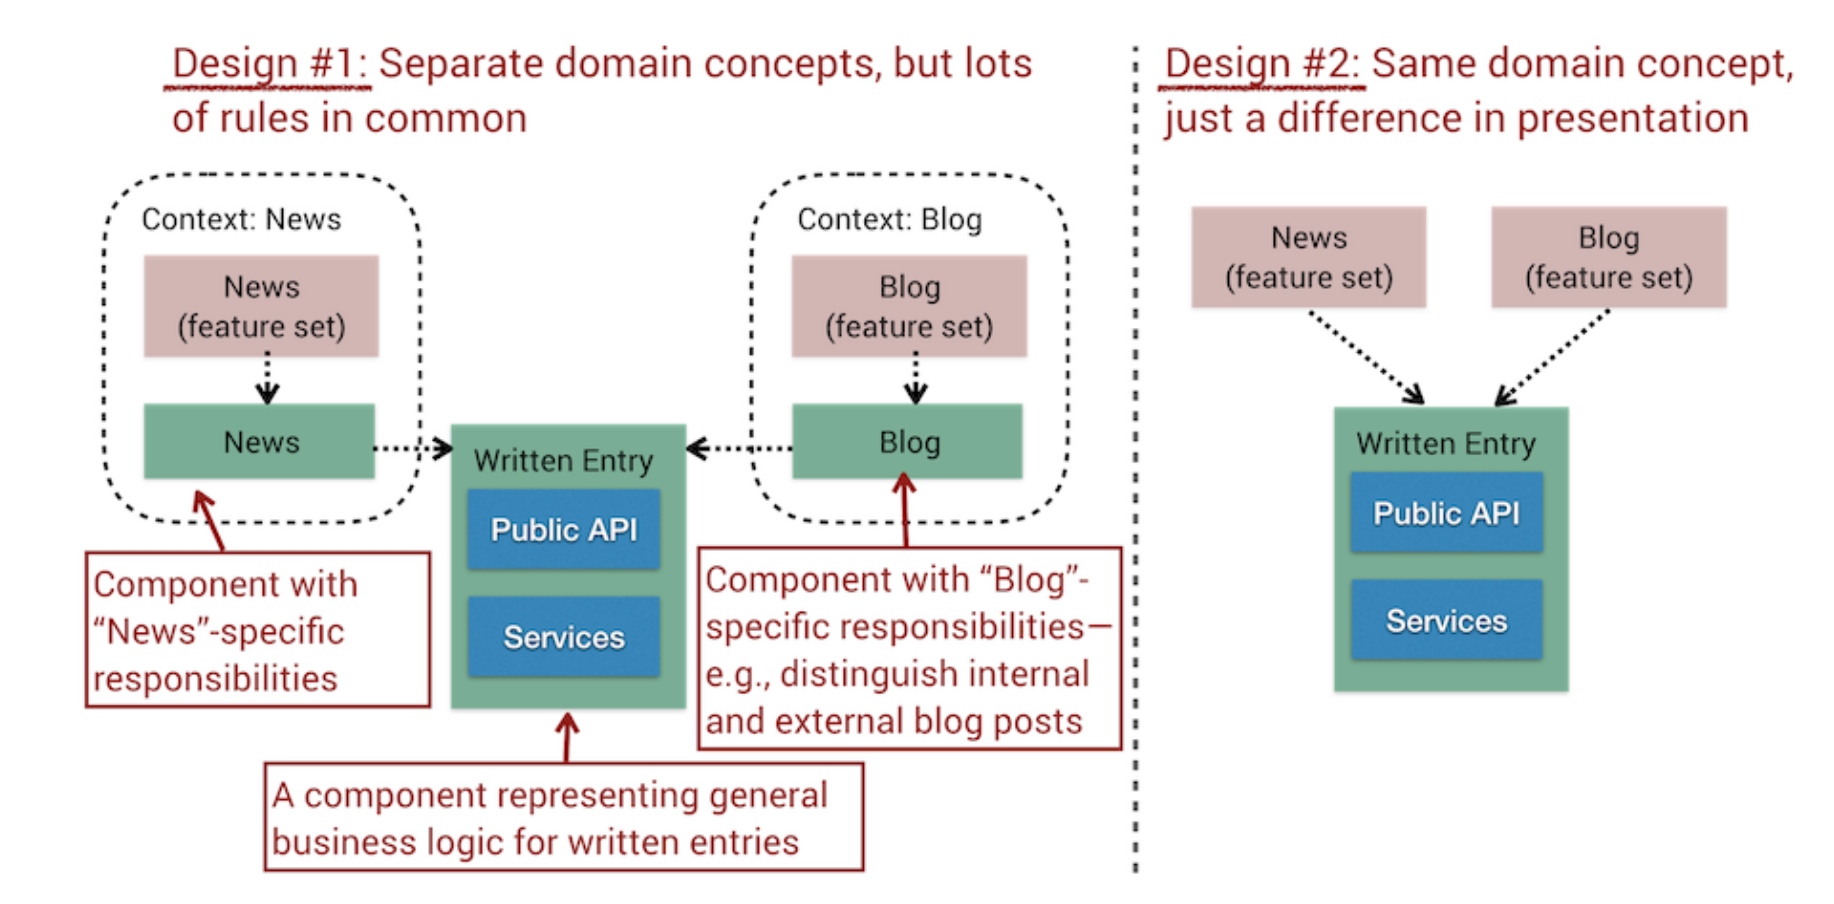 Design #1: Separate domain concepts, but lots
of rules in common
Context: News
News
(feature set)
News
Component with
“News”-specific
responsibilities
Written Entry
Public API
Services
A component representing general
business logic for written entries
Context: Blog
Blog
(feature set)
Blog
Component with “Blog”-
specific responsibilities—
e.g., distinguish internal
and external blog posts
Design #2: Same domain concept,
just a difference in presentation
News
(feature set)
Blog
(feature set)
Written Entry
Public API
Services